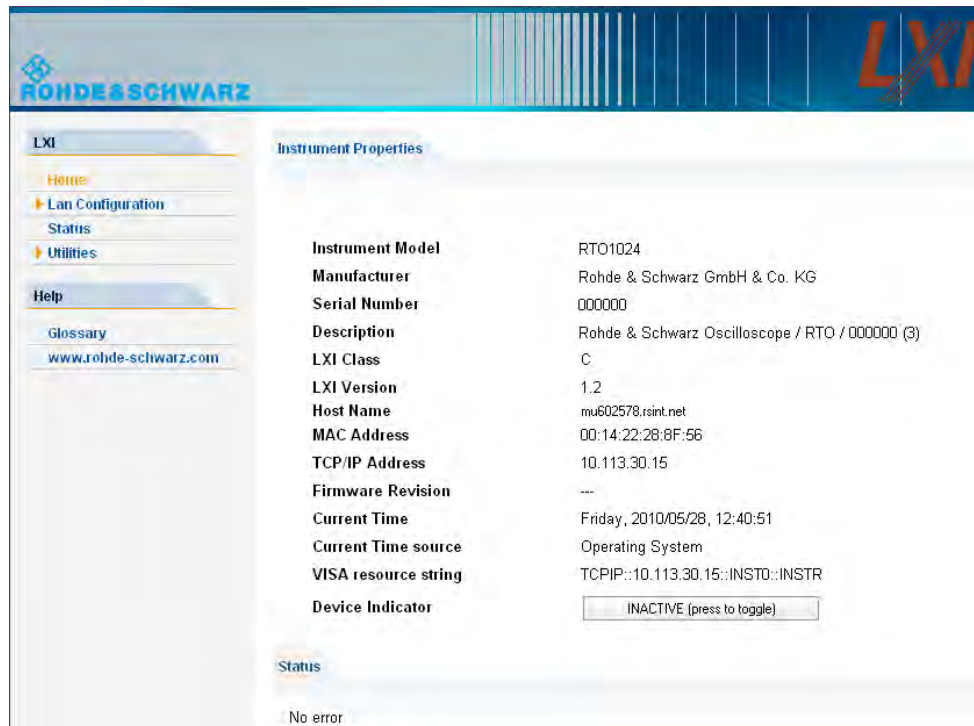 ROHDE&SCHWARZ
LXI
LXI
Home
Lan Configuration
Status
Utilities
Help
Glossary
www.rohde-schwarz.com
Instrument Properties
Instrument Model RTO1024
Manufacturer Rohde & Schwarz GmbH & Co. KG
Serial Number 000000
Description Rohde & Schwarz Oscilloscope / RTO / 000000 (3)
LXI Class C
LXI Version 1.2
Host Name mu602578.rsint.net
MAC Address 00:14:22:28:8F:56
TCP/IP Address 10.113.30.15
Firmware Revision ---
Current Time Friday, 2010/05/28, 12:40:51
Current Time source Operating System
VISA resource string TCPIP::10.113.30.15::INST0::INSTR
Device Indicator INACTIVE (press to toggle)
Status
No error